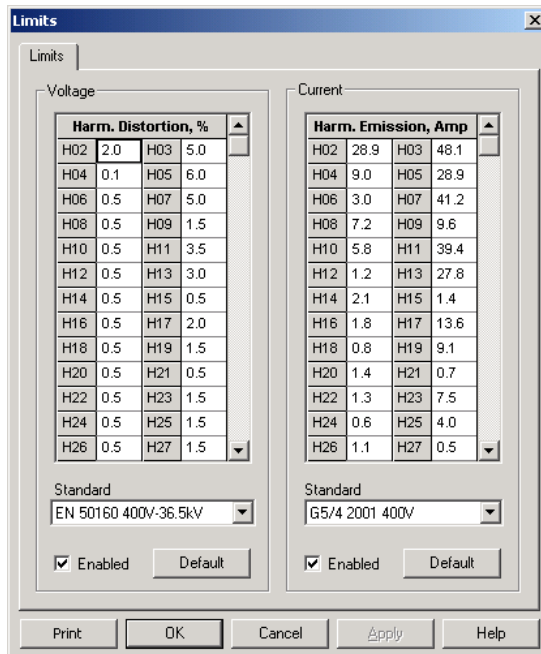 Limits
Limits
Voltage
Harm. Distortion, %
H02 2.0 H03 5.0
H04 0.1 H05 6.0
H06 0.5 H07 5.0
H08 0.5 H09 1.5
H10 0.5 H11 3.5
H12 0.5 H13 3.0
H14 0.5 H15 0.5
H16 0.5 H17 2.0
H18 0.5 H19 1.5
H20 0.5 H21 0.5
H22 0.5 H23 1.5
H24 0.5 H25 1.5
H26 0.5 H27 1.5
Standard
EN 50160 400V-36.5kV
Enabled Default
Current
Harm. Emission, Amp
H02 28.9 H03 48.1
H04 9.0 H05 28.9
H06 3.0 H07 41.2
H08 7.2 H09 9.6
H10 5.8 H11 39.4
H12 1.2 H13 27.8
H14 2.1 H15 1.4
H16 1.8 H17 13.6
H18 0.8 H19 9.1
H20 1.4 H21 0.7
H22 1.3 H23 7.5
H24 0.6 H25 4.0
H26 1.1 H27 0.5
Standard
G5/4 2001 400V
Enabled Default
Print OK Cancel Apply Help